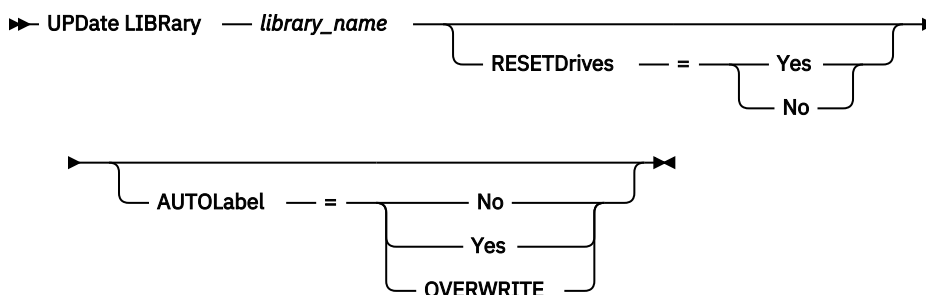 UPDate LIBRary library_name
RESETDrives = Yes
No
AUTOLabel = No
Yes
OVERWRITE